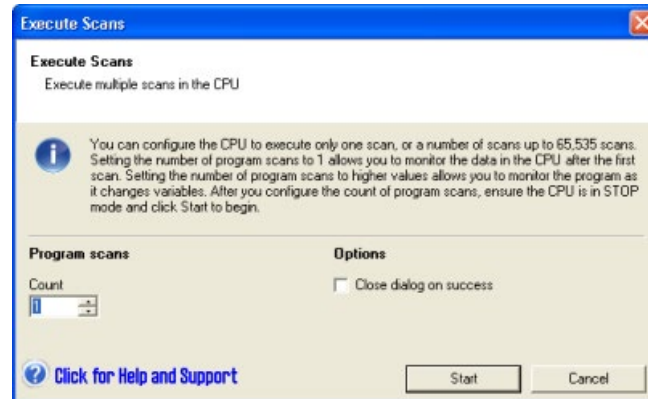 Execute Scans
Execute Scans
Execute multiple scans in the CPU
You can configure the CPU to execute only one scan, or a number of scans up to 65,535 scans.
Setting the number of program scans to 1 allows you to monitor the data in the CPU after the first
scan. Setting the number of program scans to higher values allows you to monitor the program as
it changes variables. After you configure the count of program scans, ensure the CPU is in STOP
mode and click Start to begin.
Program scans
Options
Count
Close dialog on success
1
Click for Help and Support
Start
Cancel